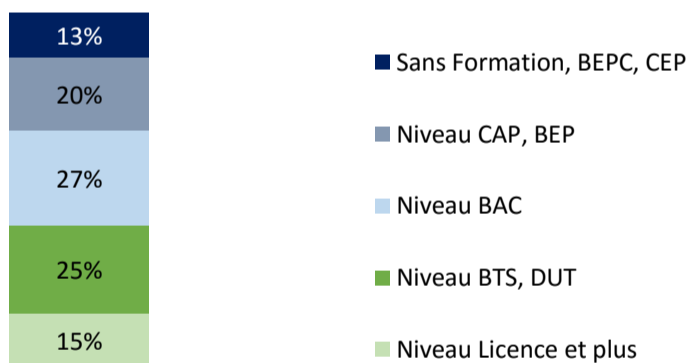 13%
20%
27%
25%
15%
Sans Formation, BEPC, CEP
Niveau CAP, BEP
Niveau BAC
Niveau BTS, DUT
Niveau Licence et plus